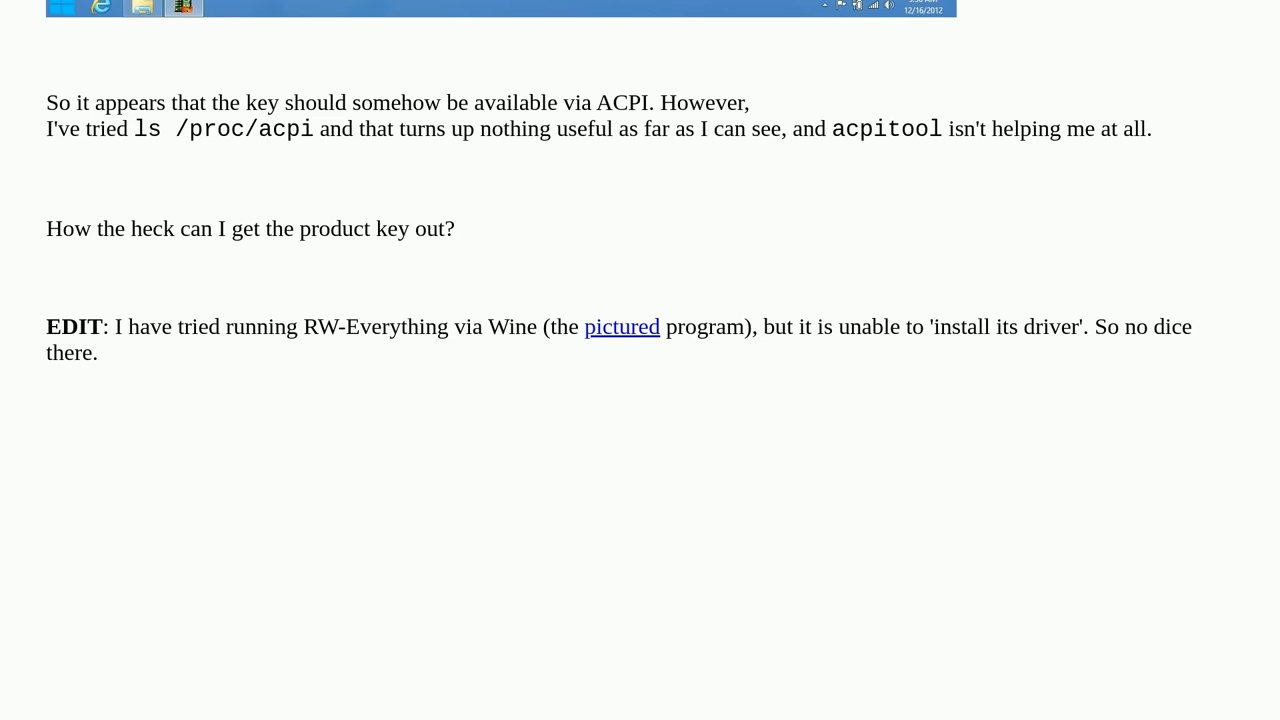 12/16/2012
So it appears that the key should somehow be available via ACPI. However,
I've tried ls /proc/acpi and that turns up nothing useful as far as I can see, and acpitool isn't helping me at all.
How the heck can I get the product key out?
EDIT: I have tried running RW-Everything via Wine (the pictured program), but it is unable to 'install its driver'. So no dice
there.